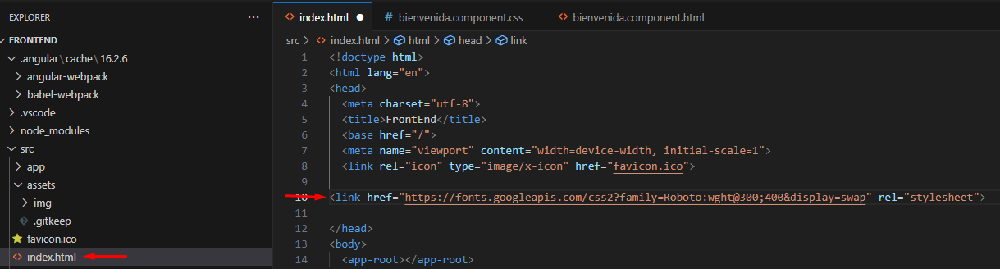 EXPLORER
FRONTEND
.angular\cache\16.2.6
angular-webpack
babel-webpack
.vscode
node_modules
src
app
assets
img
.gitkeep
favicon.ico
index.html
index.html
# bienvenida.component.css
bienvenida.component.html
src > index.html > html > head > link
1 <!doctype html>
2 <html lang="en">
3 <head>
4 <meta charset="utf-8">
5 <title>FrontEnd</title>
6 <base href="/">
7 <meta name="viewport" content="width=device-width, initial-scale=1">
8 <link rel="icon" type="image/x-icon" href="favicon.ico">
9
10 <link href="https://fonts.googleapis.com/css2?family=Roboto:wght@300;400&display=swap" rel="stylesheet">
11
12 </head>
13 <body>
14 <app-root></app-root>